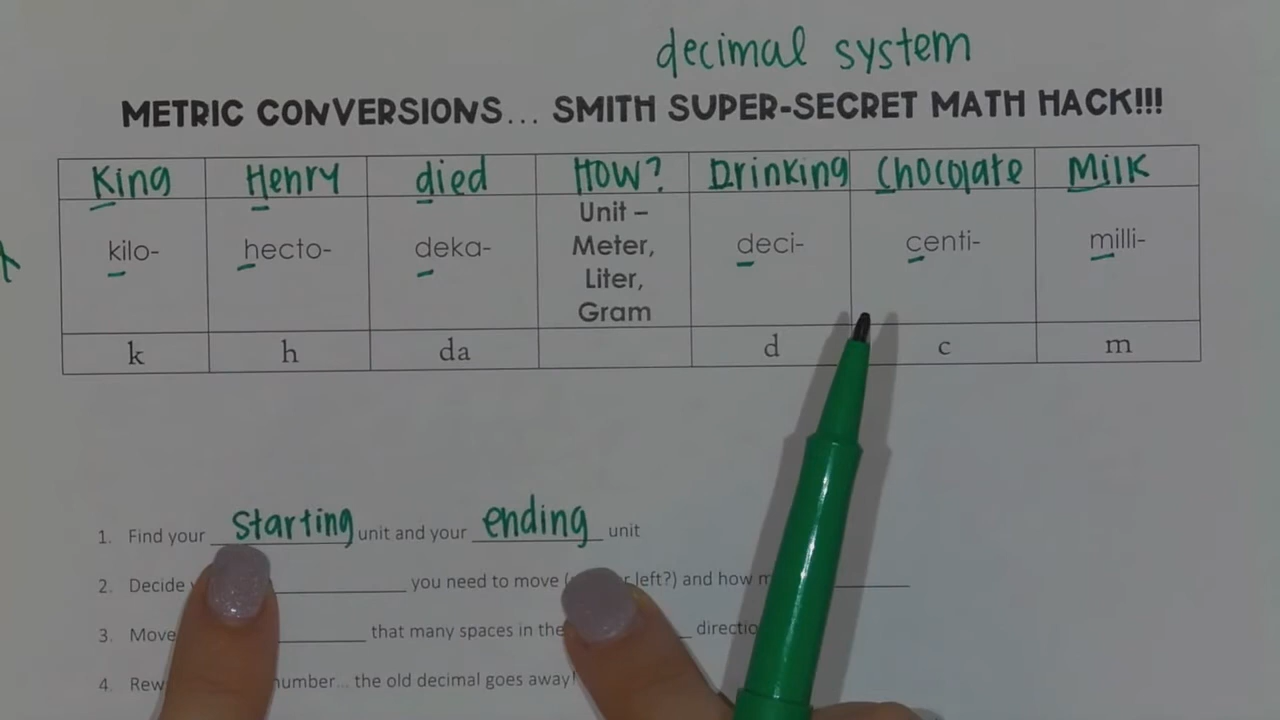 decimal system
METRIC CONVERSIONS... SMITH SUPER-SECRET MATH HACK!!!
King Henry died HOW? Drinking Chocolate Milk
kilo- hecto- deka- Unit – Meter, Liter, Gram deci- centi- milli-
k h da d c m
1. Find your starting unit and your ending unit
2. Decide you need to move left?) and how
3. Move that many spaces in the
4. number... the old decimal goes away!